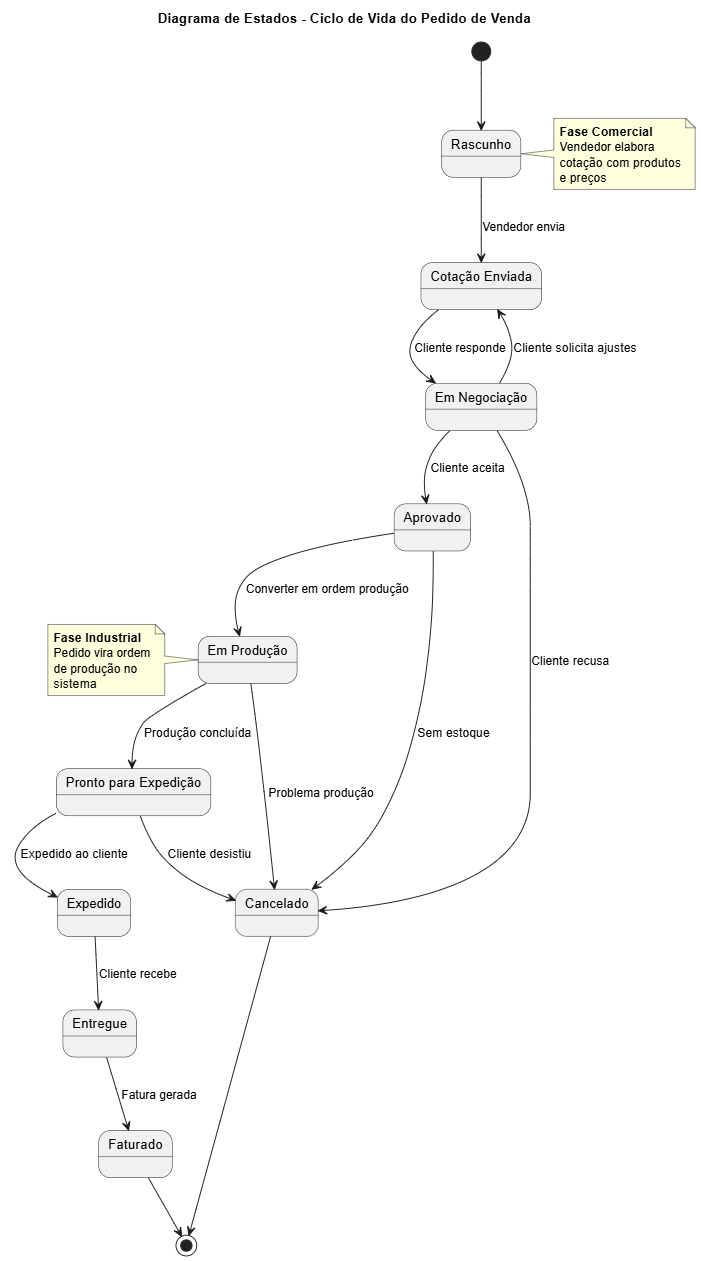 Diagrama de Estados - Ciclo de Vida do Pedido de Venda
Rascunho
Fase Comercial
Vendedor elabora
cotação com produtos
e preços
Vendedor envia
Cotação Enviada
Cliente responde
Cliente solicita ajustes
Em Negociação
Cliente aceita
Aprovado
Converter em ordem produção
Fase Industrial
Pedido vira ordem
de produção no
sistema
Em Produção
Cliente recusa
Produção concluída
Sem estoque
Pronto para Expedição
Problema produção
Expedido ao cliente
Cliente desistiu
Expedido
Cancelado
Cliente recebe
Entregue
Fatura gerada
Faturado